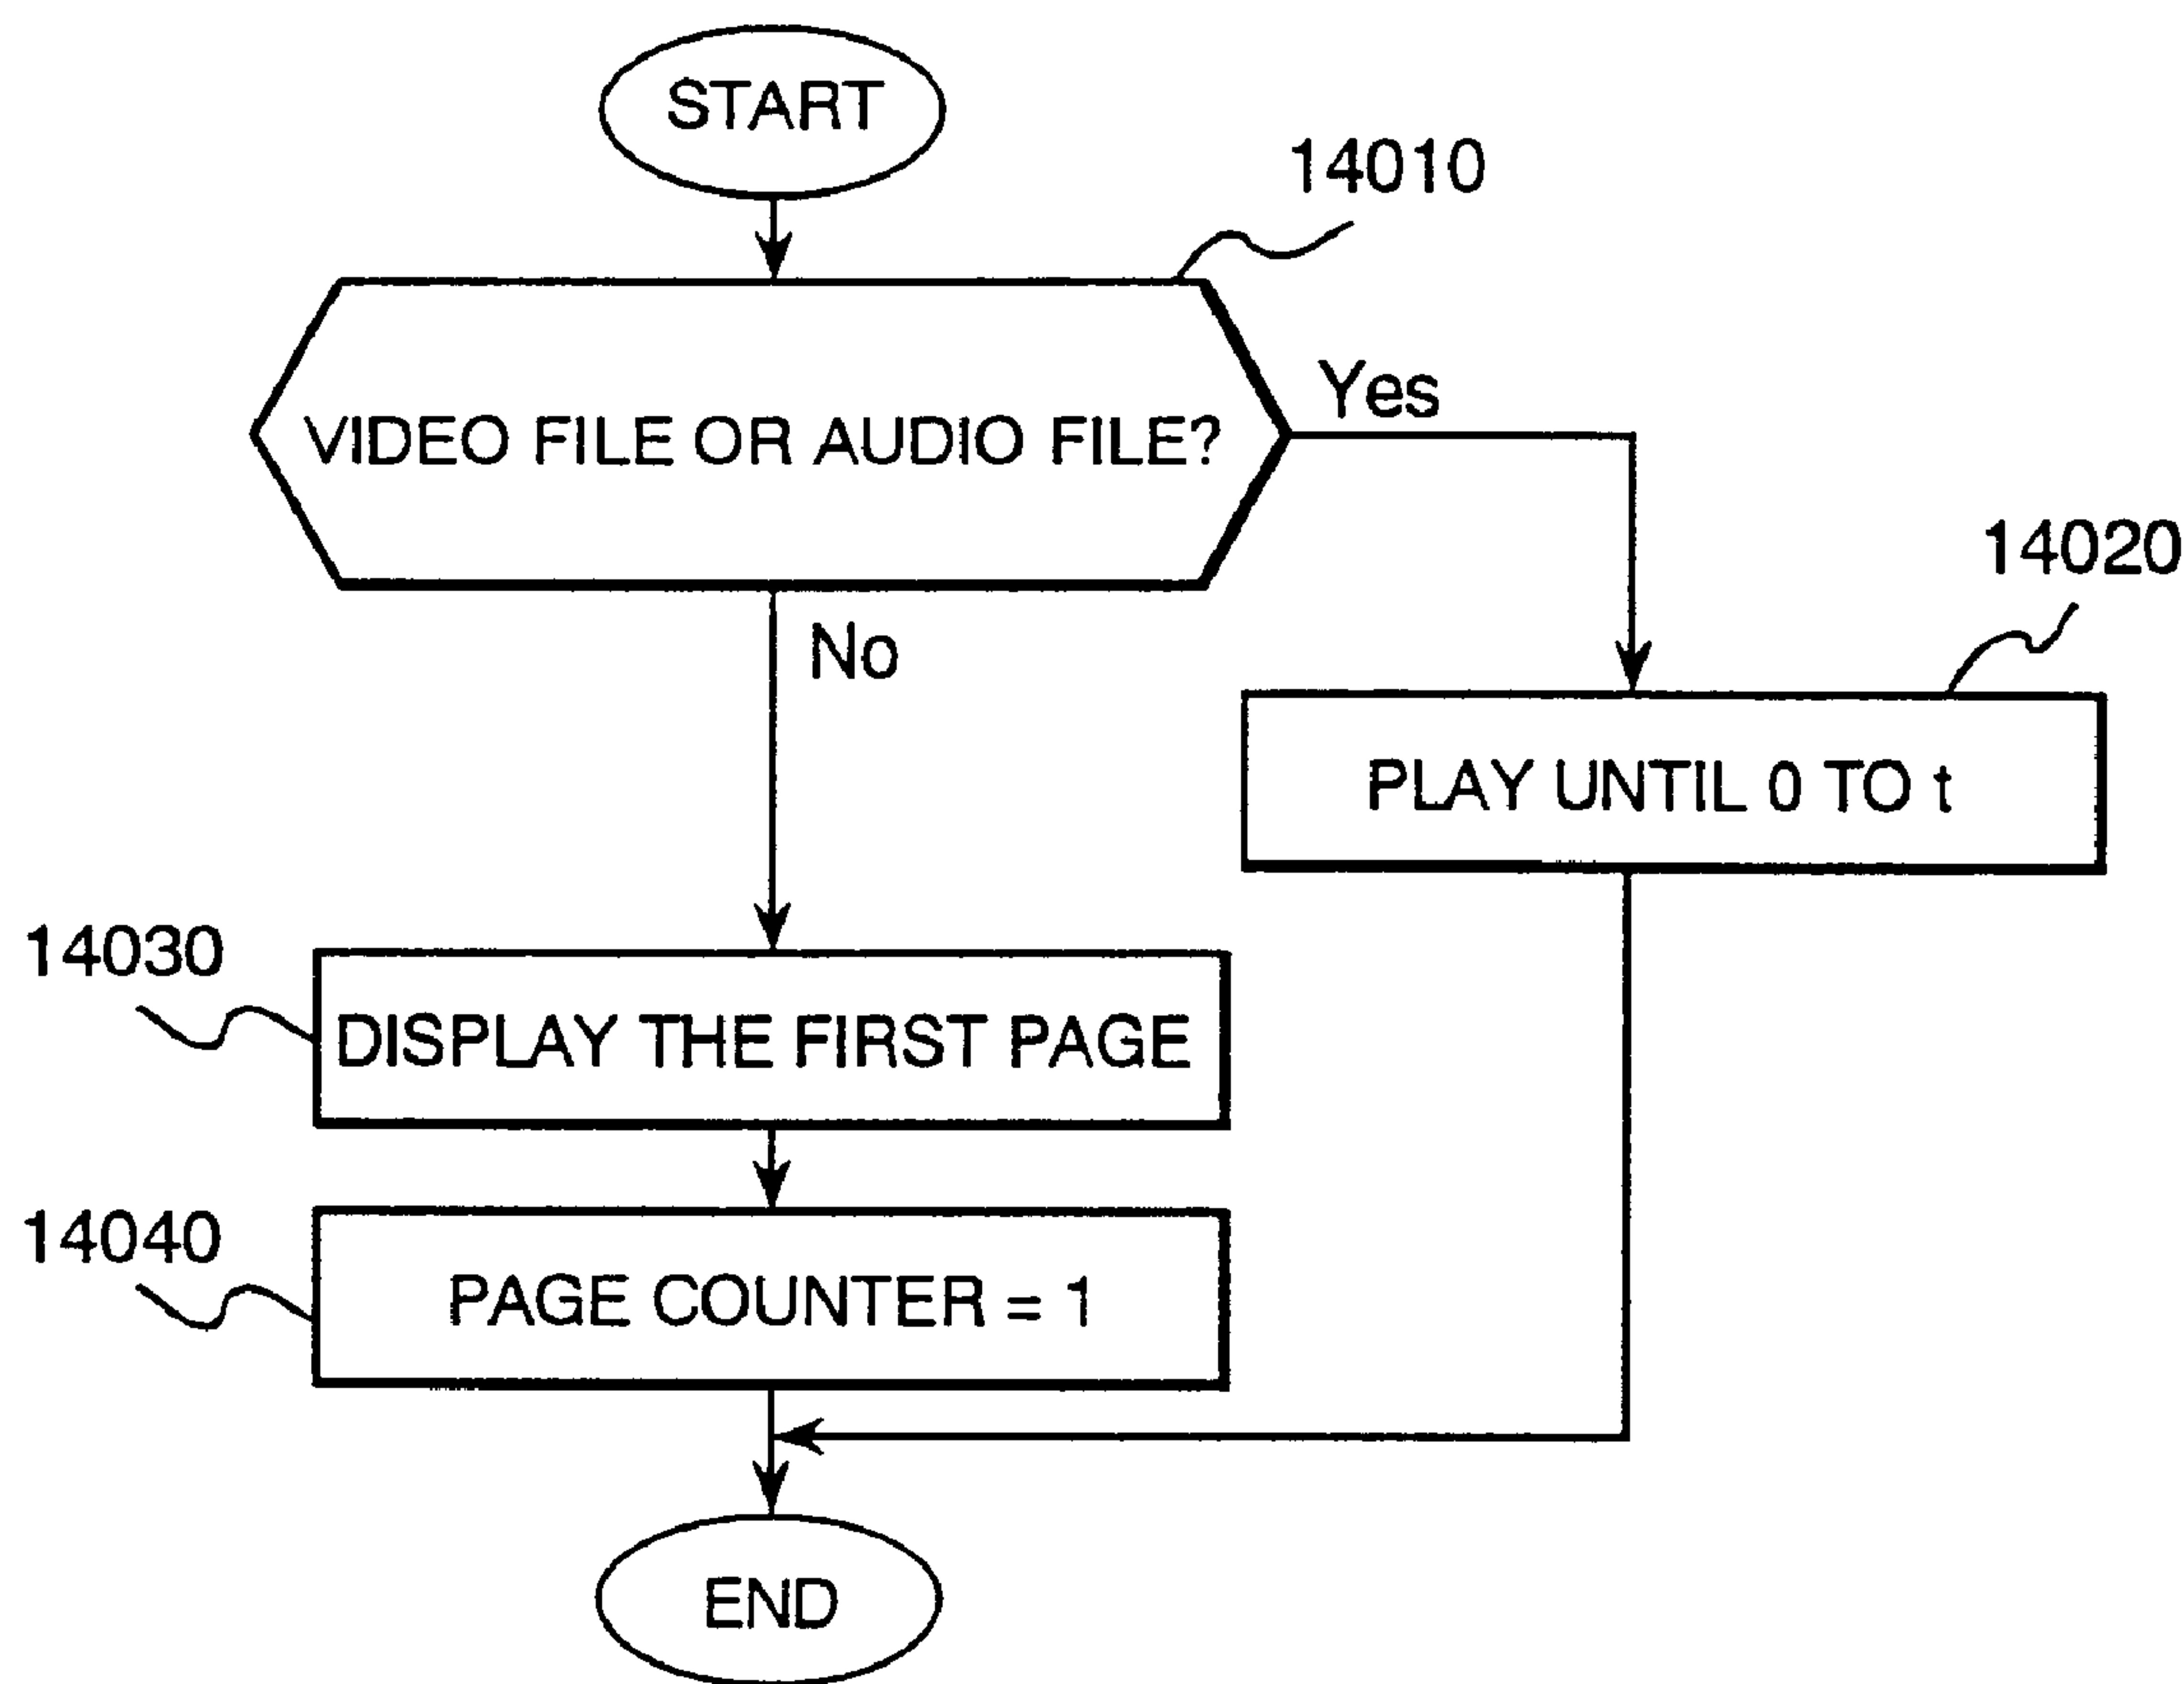 START
14010
VIDEO FILE OR AUDIO FILE?
Yes
No
14020
PLAY UNTIL 0 TO t
14030
DISPLAY THE FIRST PAGE
14040
PAGE COUNTER = 1
END